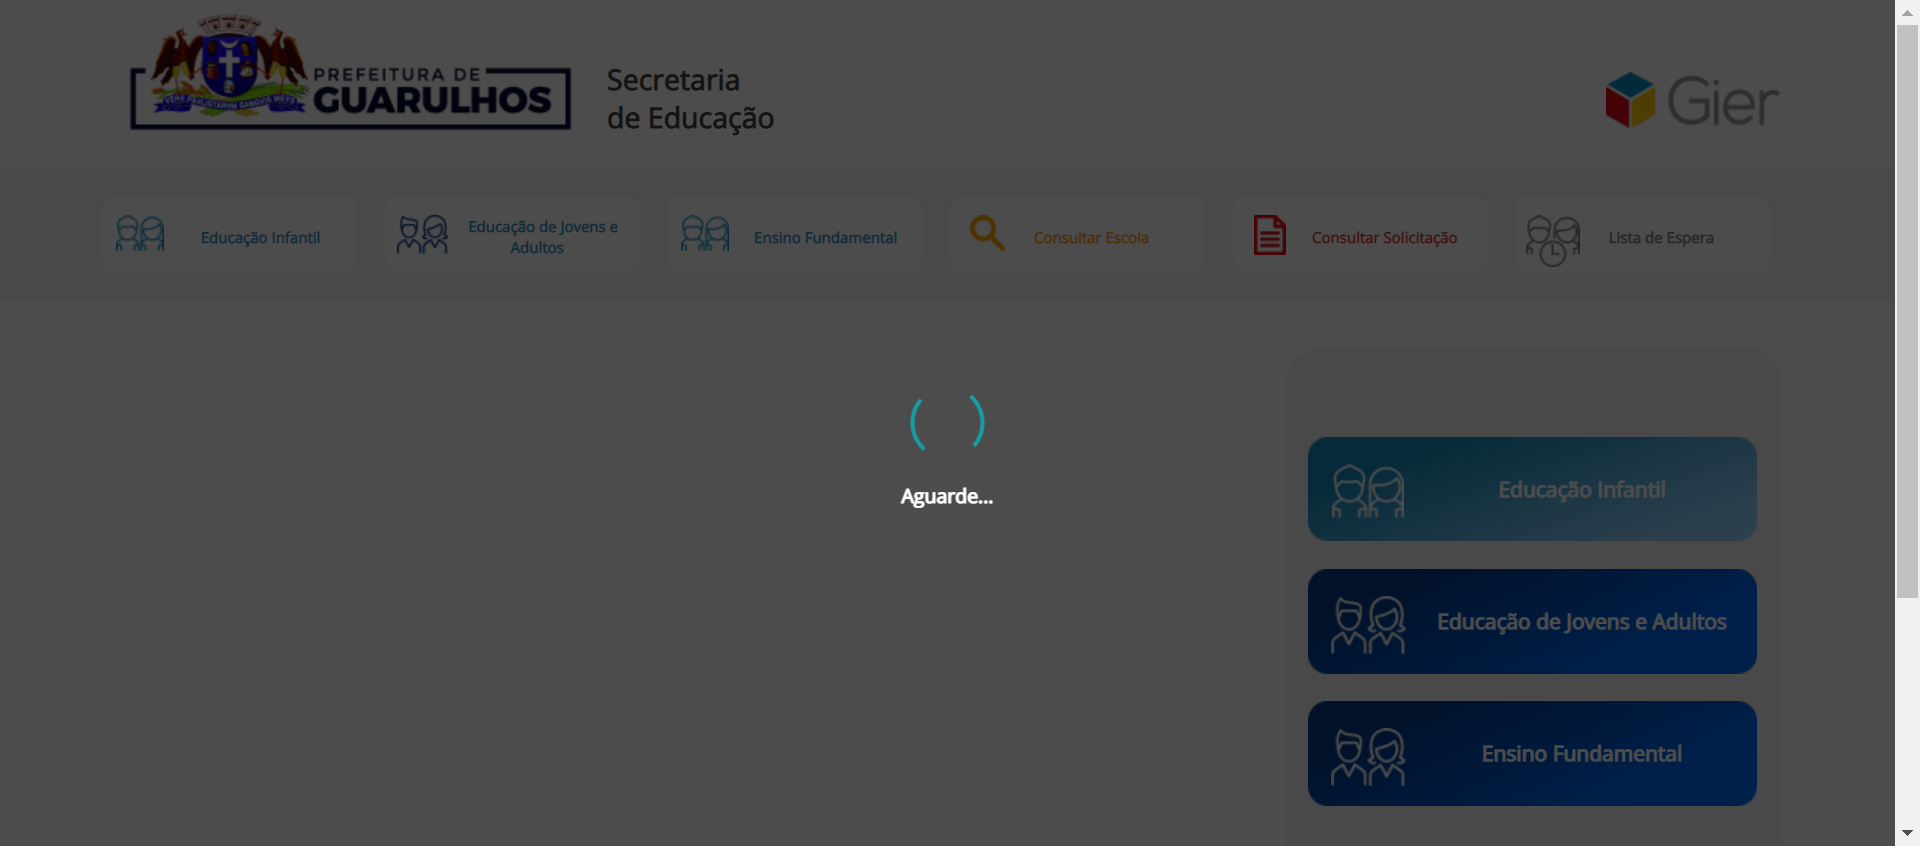 PREFEITURA DE
GUARULHOS
Secretaria
de Educação
Gier
Educação Infantil
Educação de Jovens e
Adultos
Ensino Fundamental
Consultar Escola
Consultar Solicitação
Lista de Espera
Aguarde...
Educação Infantil
Educação de Jovens e Adultos
Ensino Fundamental